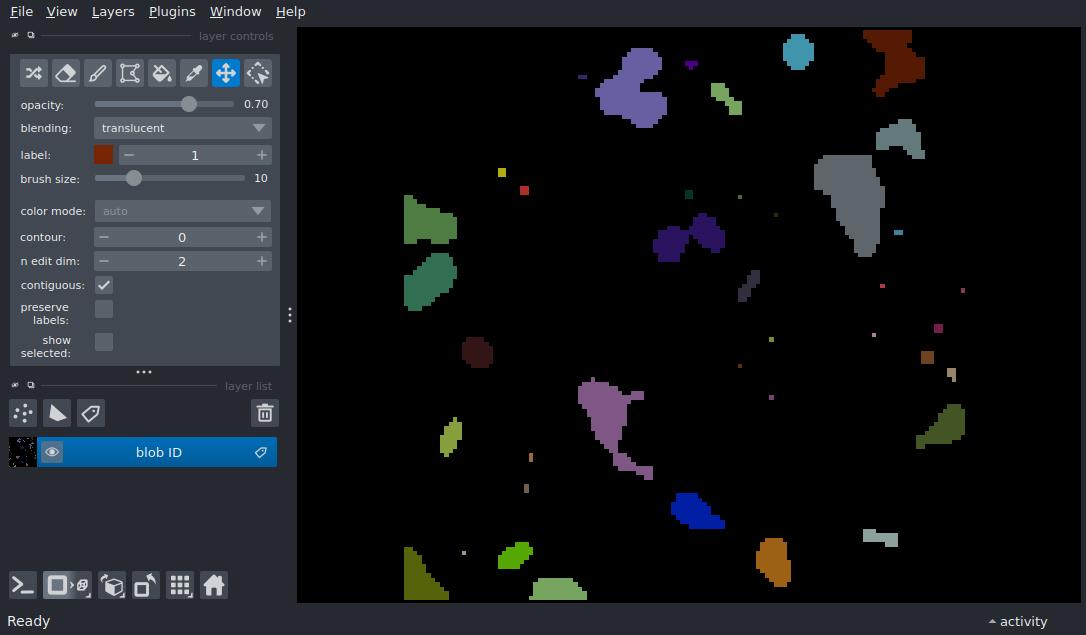 File View Layers Plugins Window Help
layer controls
opacity: 0.70
blending: translucent
label: 1
brush size: 10
color mode: auto
contour: 0
n edit dim: 2
contiguous:
preserve
labels:
show
selected:
layer list
blob ID
Ready
activity